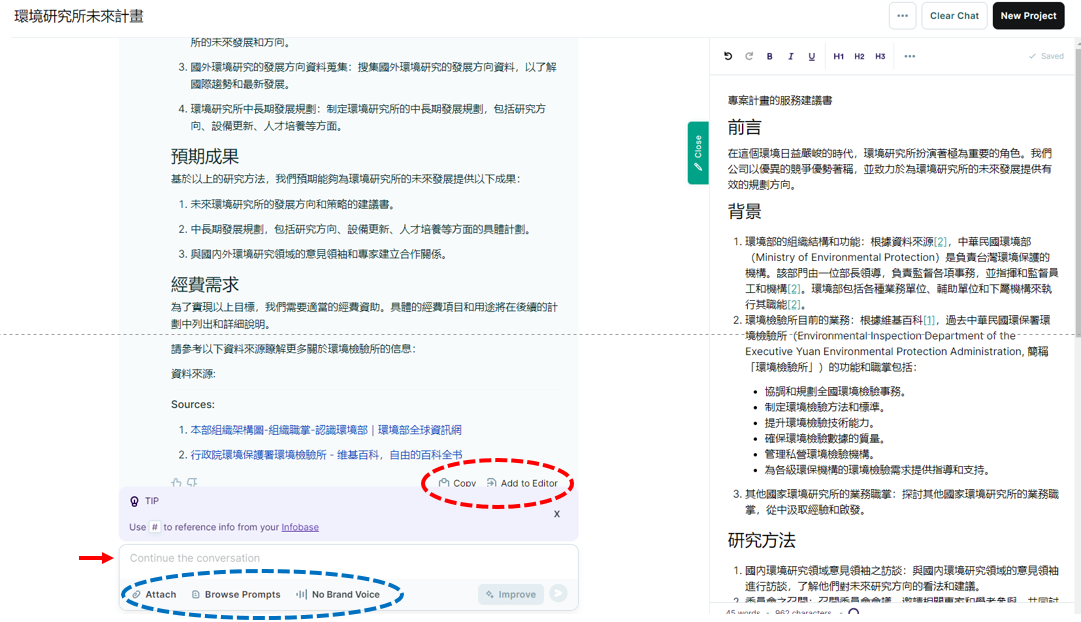 環境研究所未來計畫
•••
Clear Chat
New Project
所的未來發展和方向。
3. 國外環境研究的發展方向資料蒐集：搜集國外環境研究的發展方向資料，以了解
國際趨勢和最新發展。
4. 環境研究所中長期發展規劃：制定環境研究所的中長期發展規劃，包括研究方
向、設備更新、人才培養等方面。
預期成果
基於以上的研究方法，我們預期能夠為環境研究所的未來發展提供以下成果：
1. 未來環境研究所的發展方向和策略的建議書。
2. 中長期發展規劃，包括研究方向、設備更新、人才培養等方面的具體計劃。
3. 與國內外環境研究領域的意見領袖和專家建立合作關係。
經費需求
為了實現以上目標，我們需要適當的經費資助。具體的經費項目和用途將在後續的計
劃中列出和詳細說明。
請參考以下資料來源瞭解更多關於環境檢驗所的信息：
資料來源:
Sources:
1. 本部組織架構圖-組織職掌-認識環境部｜環境部全球資訊網
2. 行政院環境保護署環境檢驗所 - 維基百科，自由的百科全书
Copy
Add to Editor
TIP
X
Use # to reference info from your Infobase
Continue the conversation
Attach
Browse Prompts
No Brand Voice
Improve
Close
B I U H1 H2 H3 •••
Saved
專案計畫的服務建議書
前言
在這個環境日益嚴峻的時代，環境研究所扮演著極為重要的角色。我們
公司以優異的競爭優勢著稱，並致力於為環境研究所的未來發展提供有
效的規劃方向。
背景
1. 環境部的組織結構和功能：根據資料來源[2]，中華民國環境部
（Ministry of Environmental Protection）是負責台灣環境保護的
機構。該部門由一位部長領導，負責監督各項事務，並指揮和監督員
工和機構[2]。環境部包括各種業務單位、輔助單位和下屬機構來執
行其職能[2]。
2. 環境檢驗所目前的業務：根據維基百科[1]，過去中華民國環保署環
境檢驗所（Environmental Inspection Department of the
Executive Yuan Environmental Protection Administration, 簡稱
「環境檢驗所」）的功能和職掌包括：
• 協調和規劃全國環境檢驗事務。
• 制定環境檢驗方法和標準。
• 提升環境檢驗技術能力。
• 確保環境檢驗數據的質量。
• 管理私營環境檢驗機構。
• 為各級環保機構的環境檢驗需求提供指導和支持。
3. 其他國家環境研究所的業務職掌：探討其他國家環境研究所的業務職
掌，從中汲取經驗和啟發。
研究方法
1. 國內環境研究領域意見領袖之訪談：與國內環境研究領域的意見領袖
進行訪談，了解他們對未來研究方向的看法和建議。
2. 委員會之召開：召開委員會會議，邀請相關專家和學者參與，共同討
45 words • 962 characters